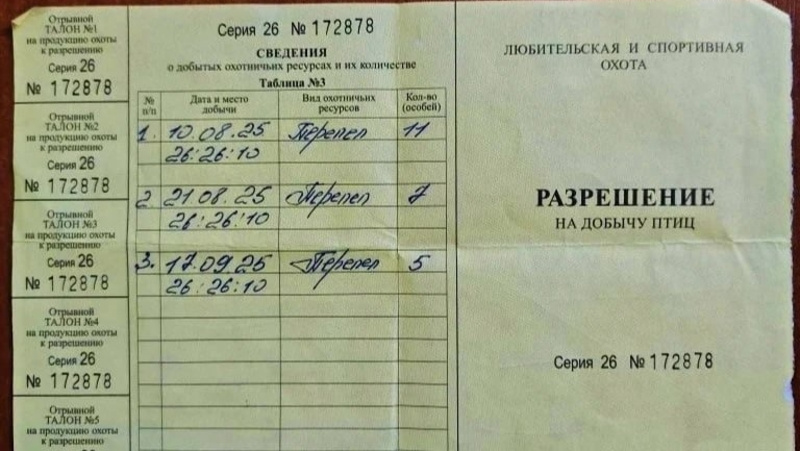 Отрывной
ТАЛОН №1
на продукцию охоты
к разрешению
Серия 26
№ 172878
Отрывной
ТАЛОН №2
на продукцию охоты
к разрешению
Серия 26
№ 172878
Отрывной
ТАЛОН №3
на продукцию охоты
к разрешению
Серия 26
№ 172878
Отрывной
ТАЛОН №4
на продукцию охоты
к разрешению
Серия 26
№ 172878
Отрывной
ТАЛОН №5
на продукцию охоты
к разрешению
Серия 26 № 172878
СВЕДЕНИЯ
о добытых охотничьих ресурсах и их количестве
Таблица №3
№ п/п Дата и место добычи Вид охотничьих ресурсов Кол-во (особей)
1. 10.08.25 Перепел 11
26:26:10
2 21.08.25 Перепел 7
26:26:10
3. 17.09.25 Перепел 5
26:26:10
ЛЮБИТЕЛЬСКАЯ И СПОРТИВНАЯ
ОХОТА
РАЗРЕШЕНИЕ
НА ДОБЫЧУ ПТИЦ
Серия 26 № 172878